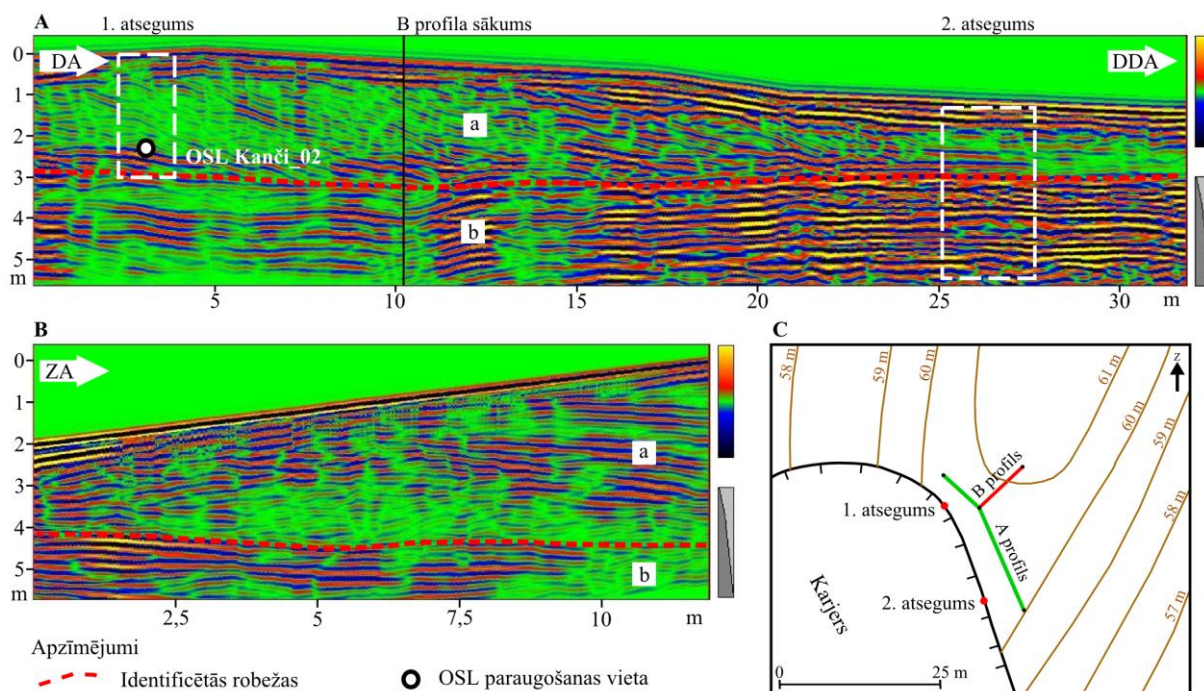 A
1. atsegums
B profila sākums
2. atsegums
DA
DDA
0
1
2
3
4
5
m
a
OSL Kanči_02
b
5
10
15
20
25
30
m
B
ZA
0
1
2
3
4
5
m
a
b
2,5
5
7,5
10
m
C
58 m
59 m
60 m
61 m
60 m
59 m
58 m
57 m
z
B profils
A profils
1. atsegums
2. atsegums
Karjers
0
25 m
Apzīmējumi
Identificētās robežas
OSL paraugošanas vieta